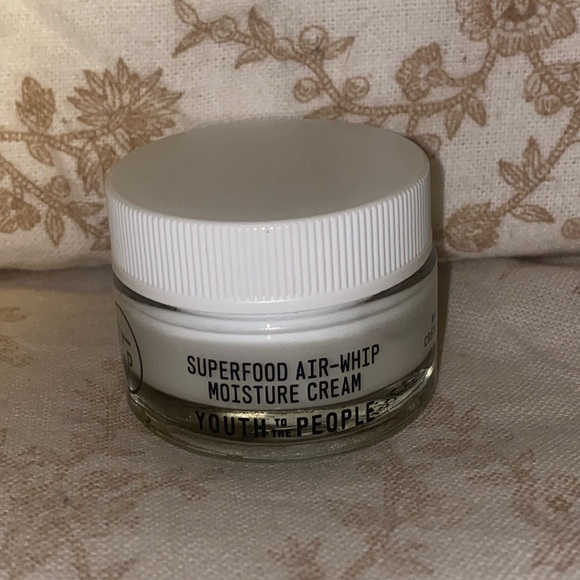 SUPERFOOD AIR-WHIP
MOISTURE CREAM
YOUTH TO THE PEOPLE